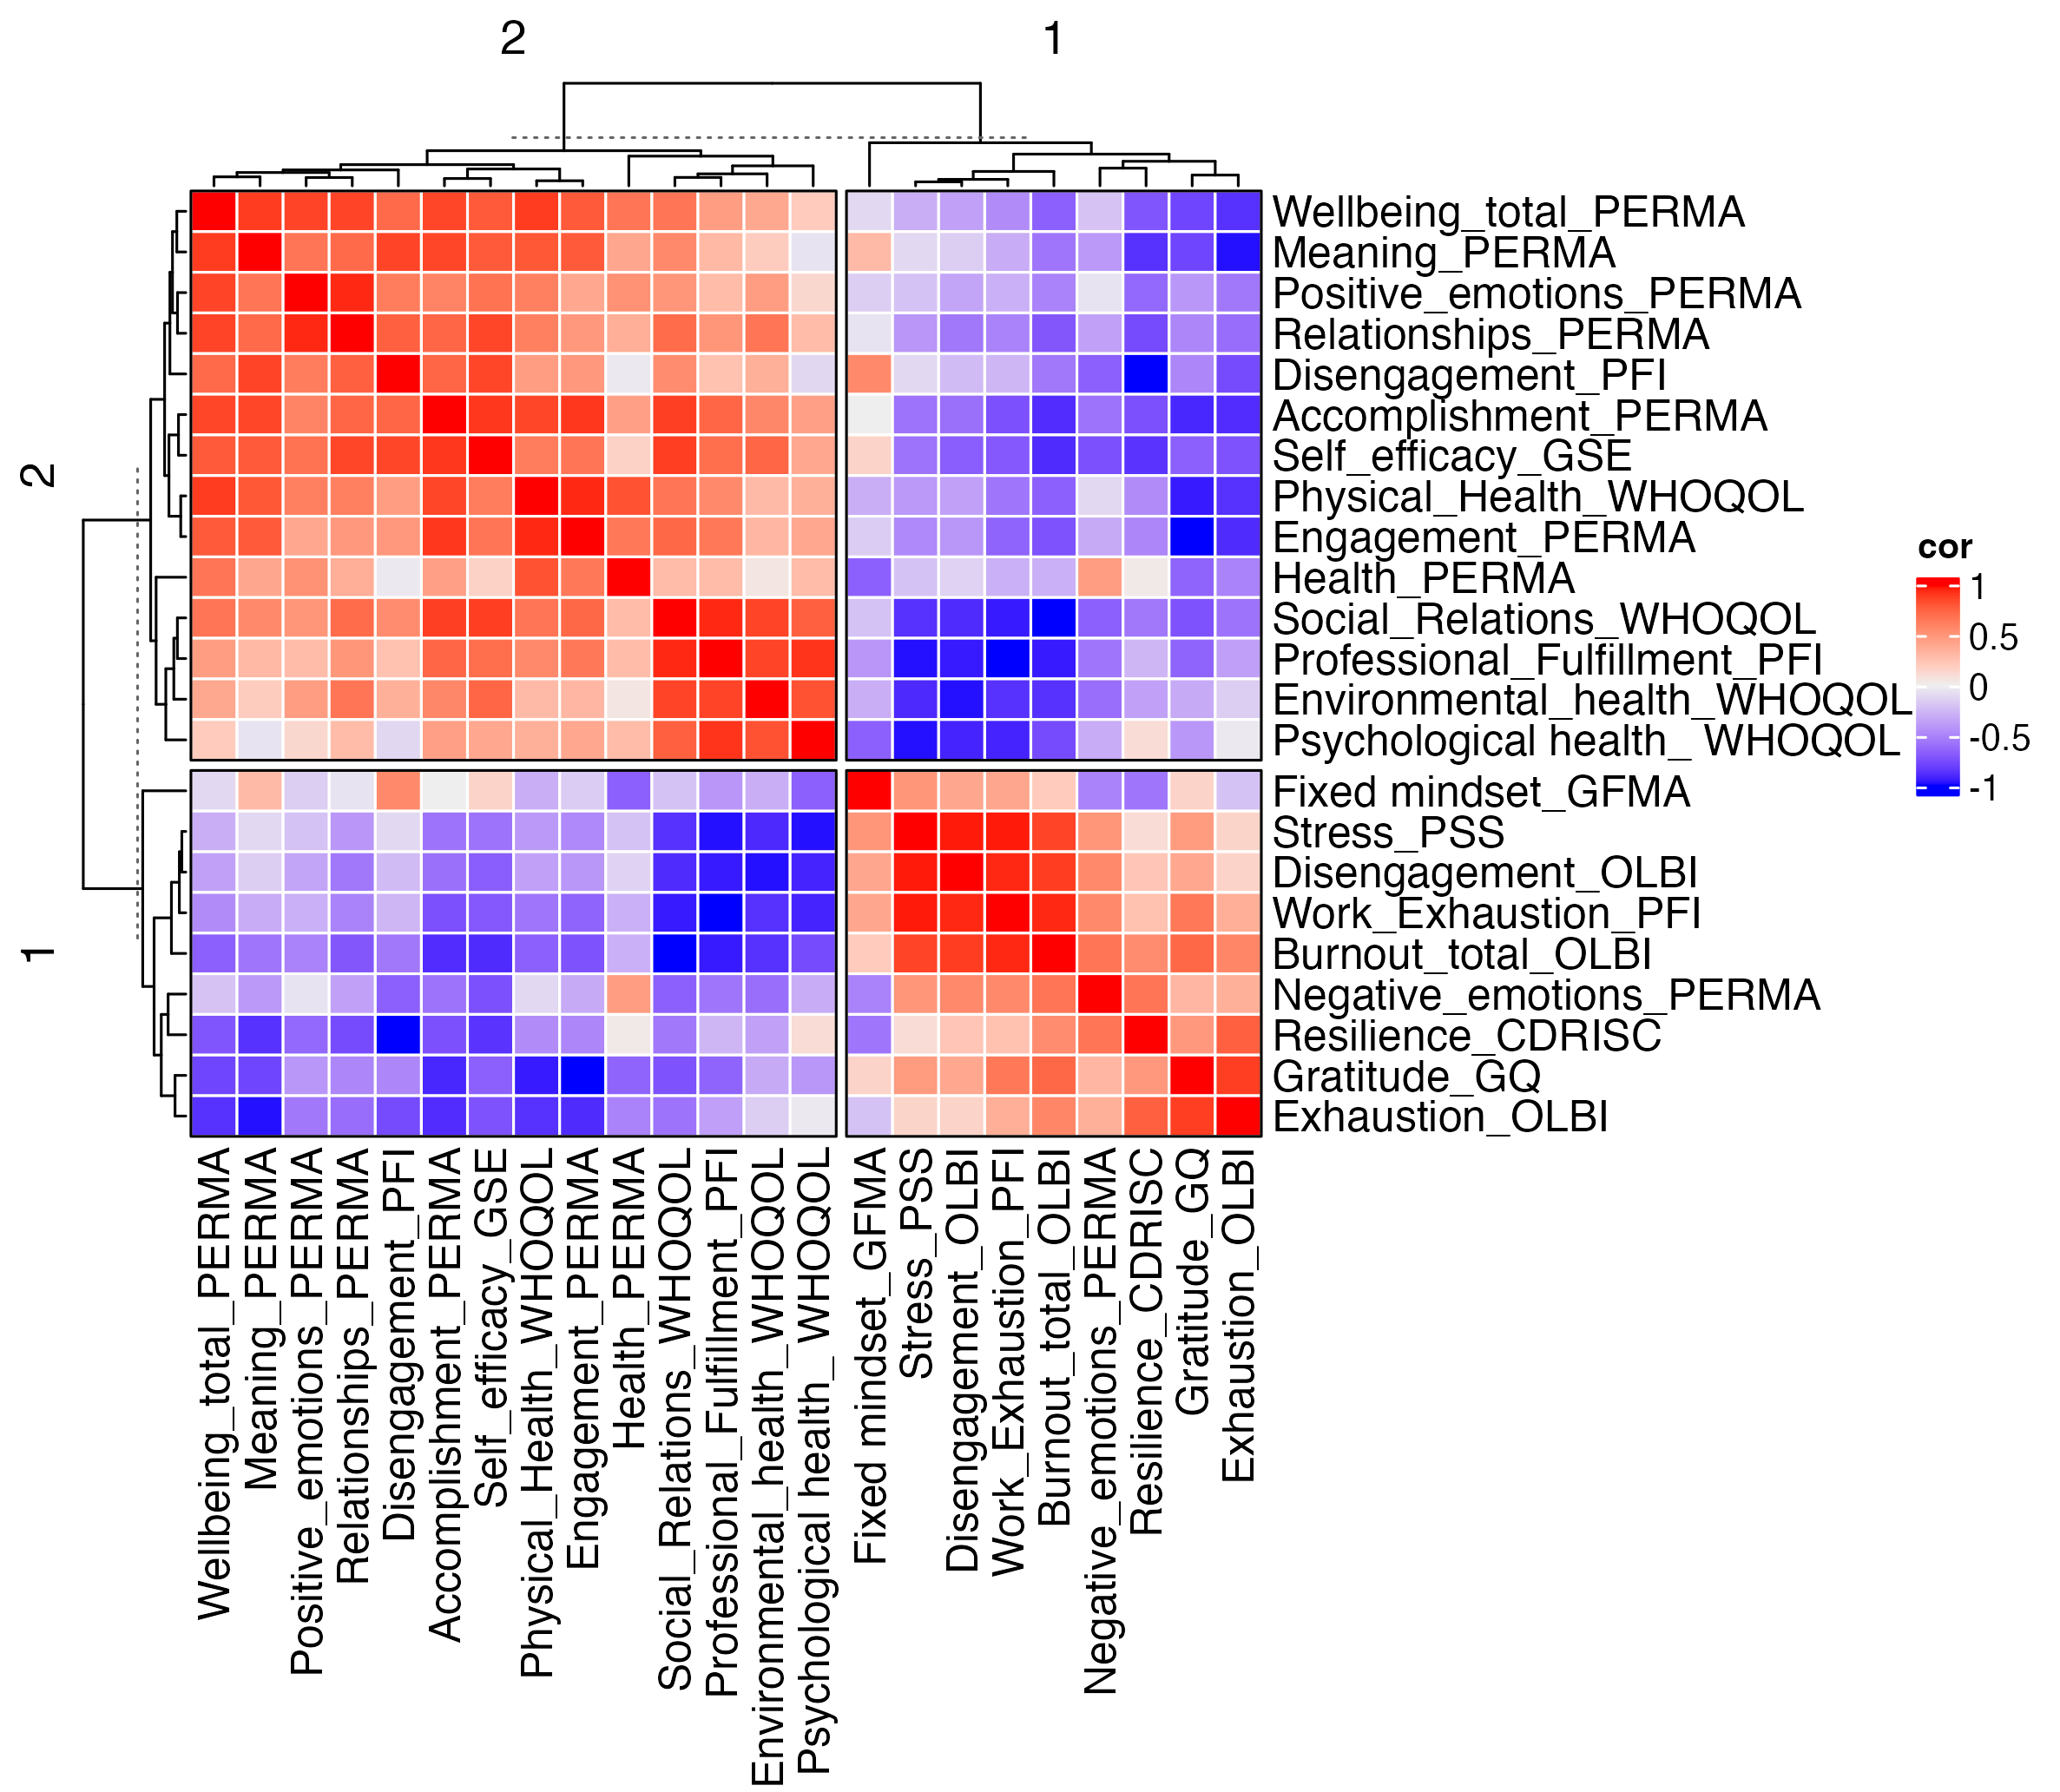 2 1
2
1
Wellbeing_total_PERMA
Meaning_PERMA
Positive_emotions_PERMA
Relationships_PERMA
Disengagement_PFI
Accomplishment_PERMA
Self_efficacy_GSE
Physical_Health_WHOQOL
Engagement_PERMA
Health_PERMA
Social_Relations_WHOQOL
Professional_Fulfillment_PFI
Environmental_health_WHOQOL
Psychological health_ WHOQOL
Fixed mindset_GFMA
Stress_PSS
Disengagement_OLBI
Work_Exhaustion_PFI
Burnout_total_OLBI
Negative_emotions_PERMA
Resilience_CDRISC
Gratitude_GQ
Exhaustion_OLBI
cor
1
0.5
0
-0.5
-1
Wellbeing_total_PERMA
Meaning_PERMA
Positive_emotions_PERMA
Relationships_PERMA
Disengagement_PFI
Accomplishment_PERMA
Self_efficacy_GSE
Physical_Health_WHOQOL
Engagement_PERMA
Health_PERMA
Social_Relations_WHOQOL
Professional_Fulfillment_PFI
Environmental_health_WHOQOL
Psychological health_ WHOQOL
Fixed mindset_GFMA
Stress_PSS
Disengagement_OLBI
Work_Exhaustion_PFI
Burnout_total_OLBI
Negative_emotions_PERMA
Resilience_CDRISC
Gratitude_GQ
Exhaustion_OLBI